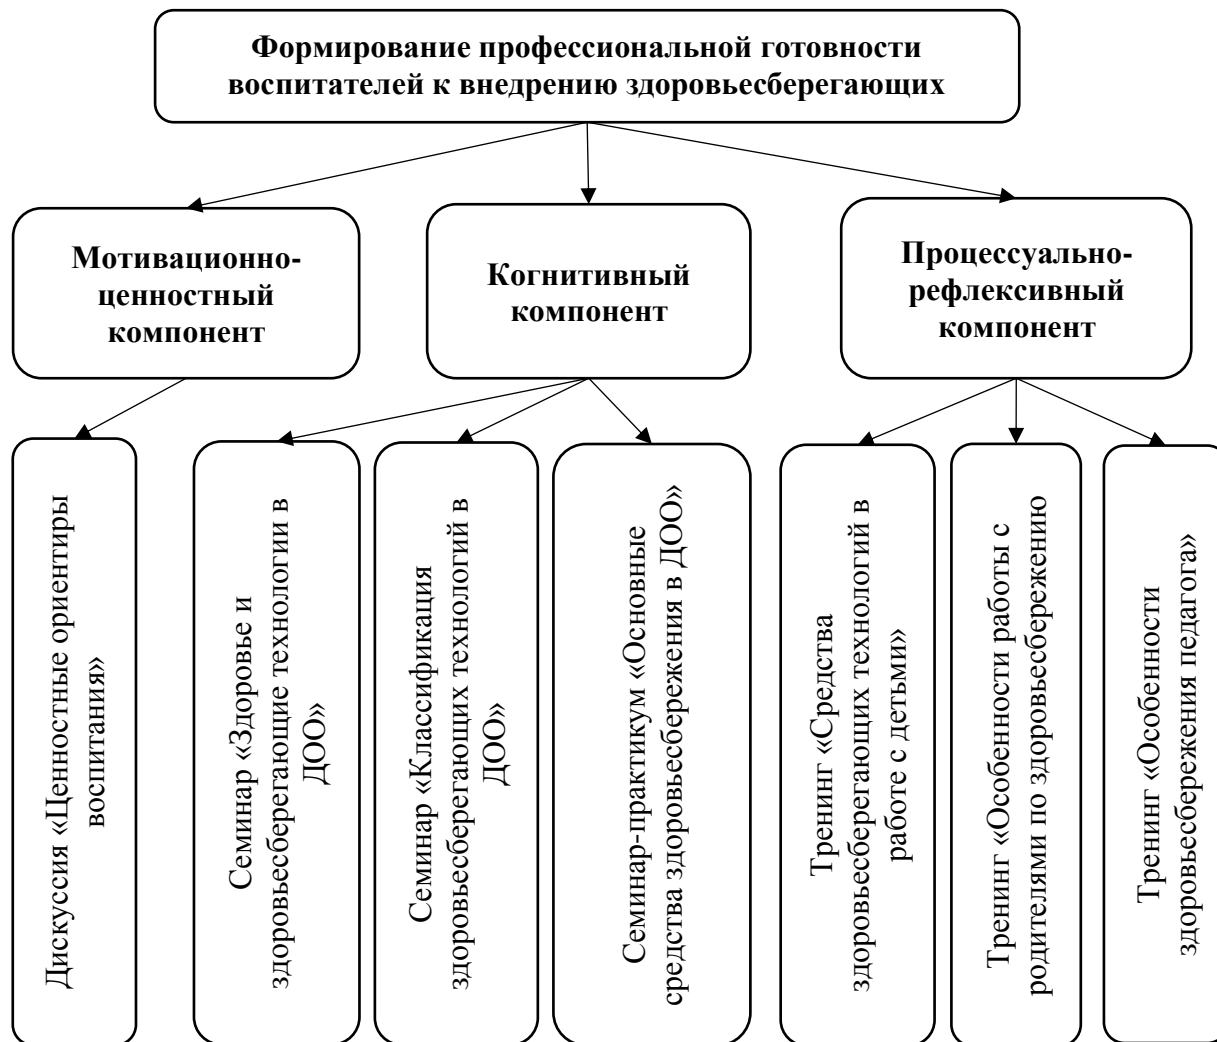 Формирование профессиональной готовности
воспитателей к внедрению здоровьесберегающих
Мотивационно-
ценностный
компонент
Когнитивный
компонент
Процессуально-
рефлексивный
компонент
Дискуссия «Ценностные ориентиры
воспитания»
Семинар «Здоровье и
здоровьесберегающие технологии в
ДОО»
Семинар «Классификация
здоровьесберегающих технологий в
ДОО»
Семинар-практикум «Основные
средства здоровьесбережения в ДОО»
Тренинг «Средства
здоровьесберегающих технологий в
работе с детьми»
Тренинг «Особенности работы с
родителями по здоровьесбережению
Тренинг «Особенности
здоровьесбережения педагога»